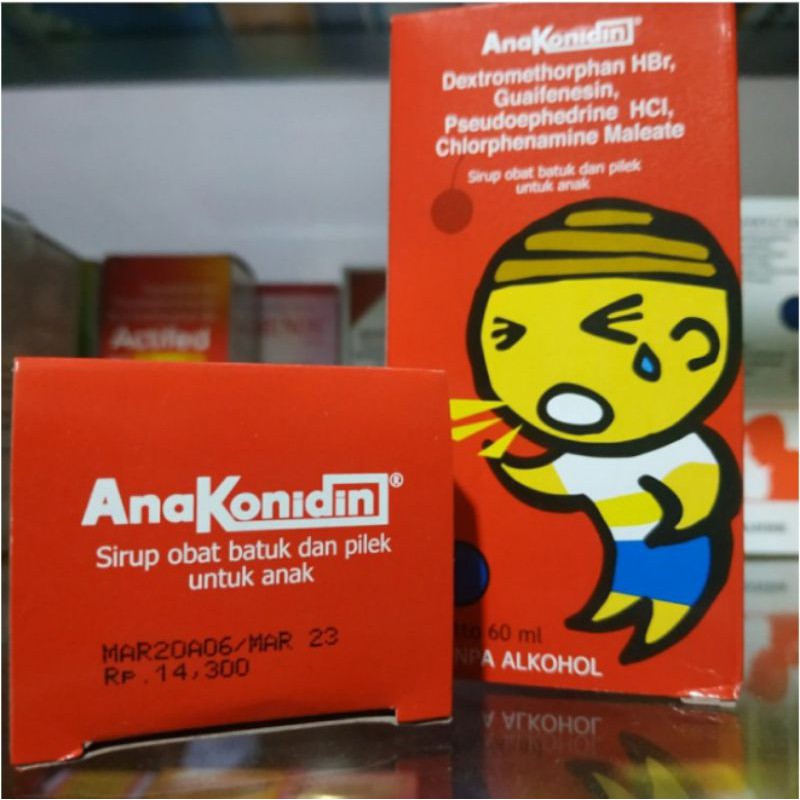 AnaKonidin®
Dextromethorphan HBr,
Guaifenesin,
Pseudoephedrine HCl,
Chlorphenamine Maleate
Sirup obat batuk dan pilek
untuk anak
60 ml
ALKOHOL
Actifed
AnaKonidin®
Sirup obat batuk dan pilek
untuk anak
MAR20A06/MAR 23
Rp.14,300